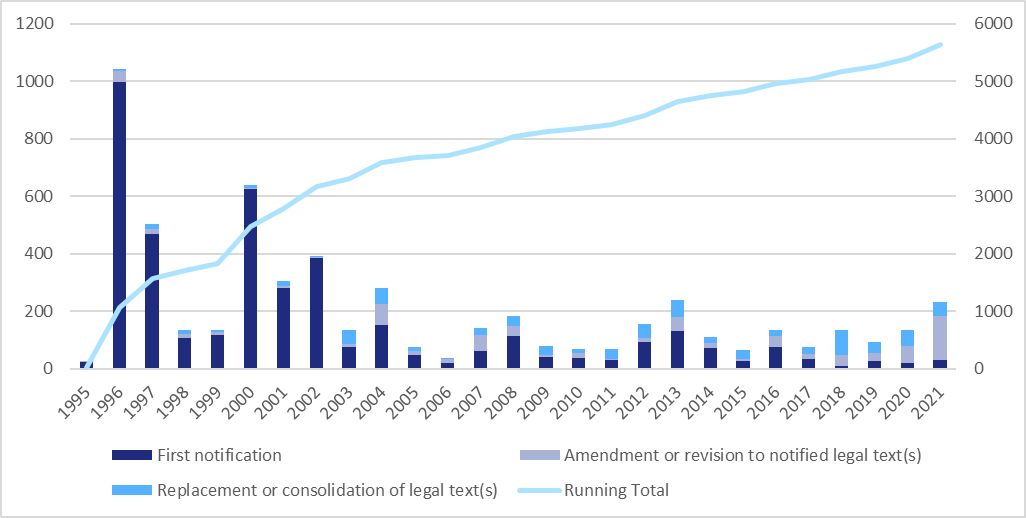 1200 6000
1000 5000
800 4000
600 3000
400 2000
200 1000
0 0
1995 1996 1997 1998 1999 2000 2001 2002 2003 2004 2005 2006 2007 2008 2009 2010 2011 2012 2013 2014 2015 2016 2017 2018 2019 2020 2021
First notification Amendment or revision to notified legal text(s)
Replacement or consolidation of legal text(s) Running Total